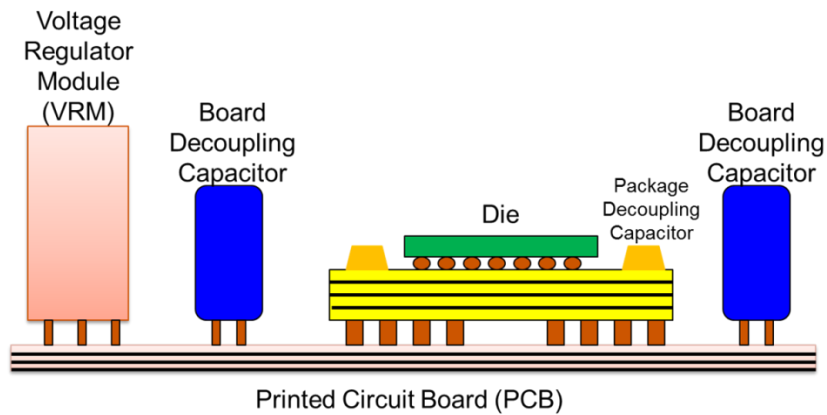 Voltage
Regulator
Module
(VRM)
Board
Decoupling
Capacitor
Die
Package
Decoupling
Capacitor
Board
Decoupling
Capacitor
Printed Circuit Board (PCB)